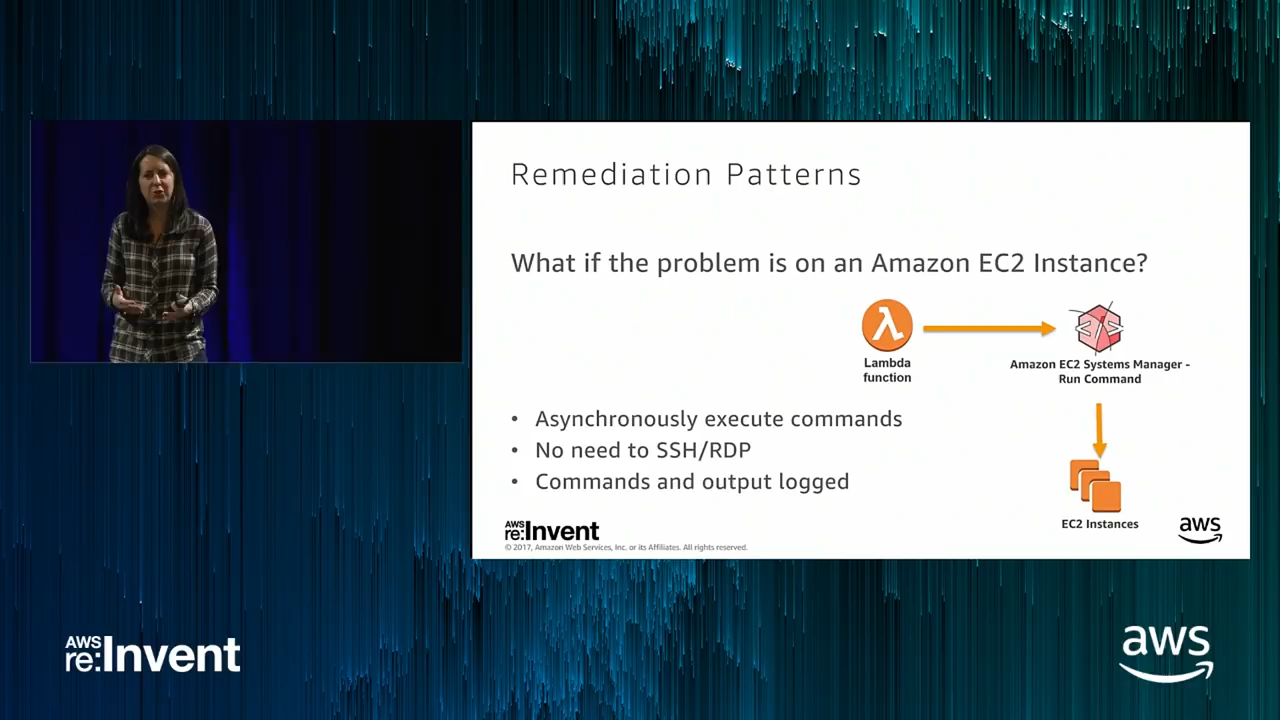 Remediation Patterns
What if the problem is on an Amazon EC2 Instance?
Lambda
function
Amazon EC2 Systems Manager -
Run Command
• Asynchronously execute commands
• No need to SSH/RDP
• Commands and output logged
EC2 Instances
AWS
re:Invent
aws
© 2017, Amazon Web Services, Inc. or its Affiliates. All rights reserved.
AWS
re:Invent
aws